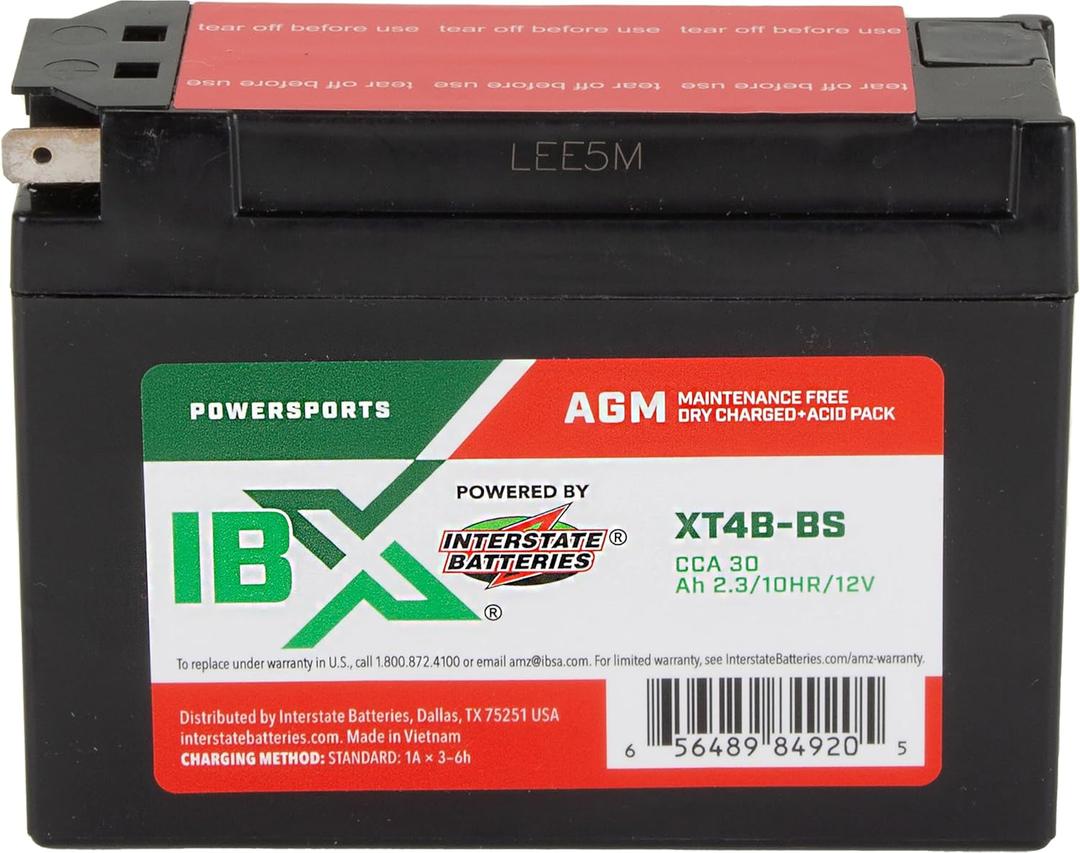 tear off before use tear off before use tear off before use
tear off before use tear off before use tear off before use
LEE5M
POWERSPORTS
AGM MAINTENANCE FREE
DRY CHARGED+ACID PACK
IBX®
POWERED BY
INTERSTATE
BATTERIES®
XT4B-BS
CCA 30
Ah 2.3/10HR/12V
To replace under warranty in U.S., call 1.800.872.4100 or email amz@ibsa.com. For limited warranty, see InterstateBatteries.com/amz-warranty.
Distributed by Interstate Batteries, Dallas, TX 75251 USA
interstatebatteries.com. Made in Vietnam
CHARGING METHOD: STANDARD: 1A × 3-6h
6 56489 84920 5